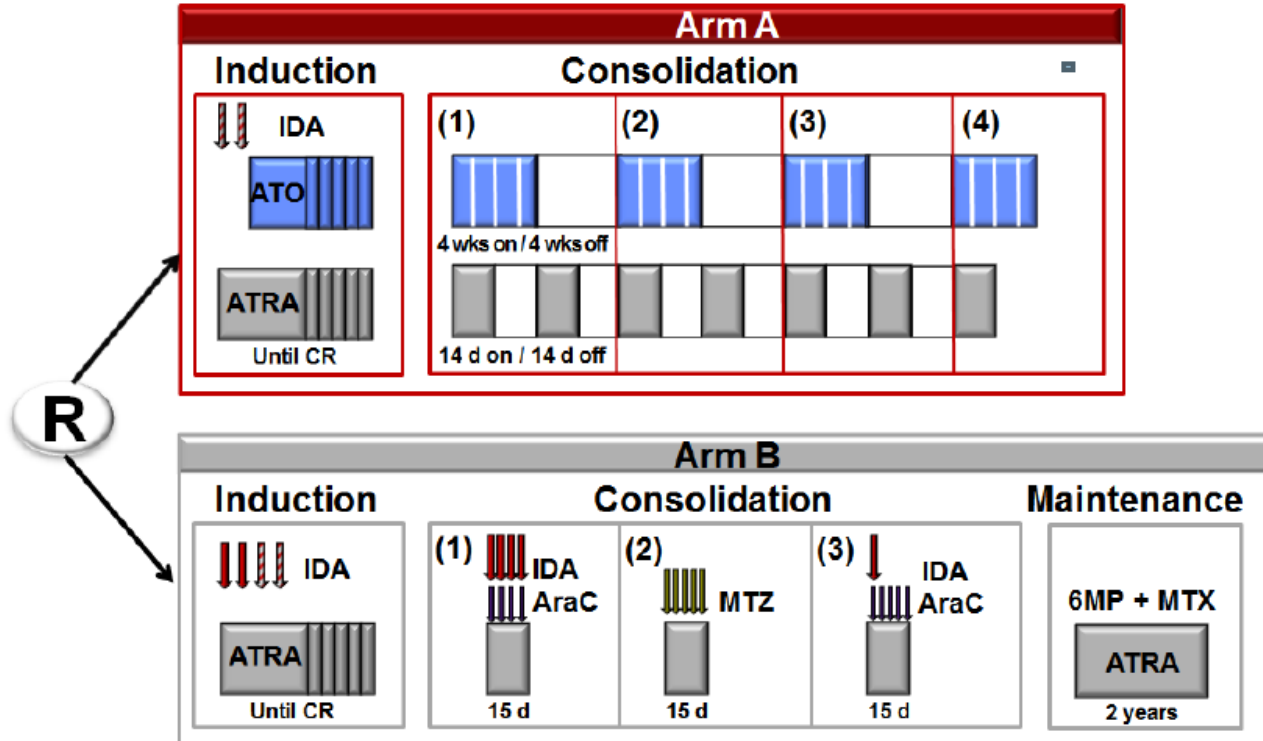 Arm A
Induction
Consolidation
IDA
ATO
ATRA
Until CR
(1)
(2)
(3)
(4)
4 wks on / 4 wks off
14 d on / 14 d off
R
Arm B
Induction
Consolidation
Maintenance
IDA
ATRA
Until CR
(1)
IDA
AraC
15 d
(2)
MTZ
15 d
(3)
IDA
AraC
15 d
6MP + MTX
ATRA
2 years